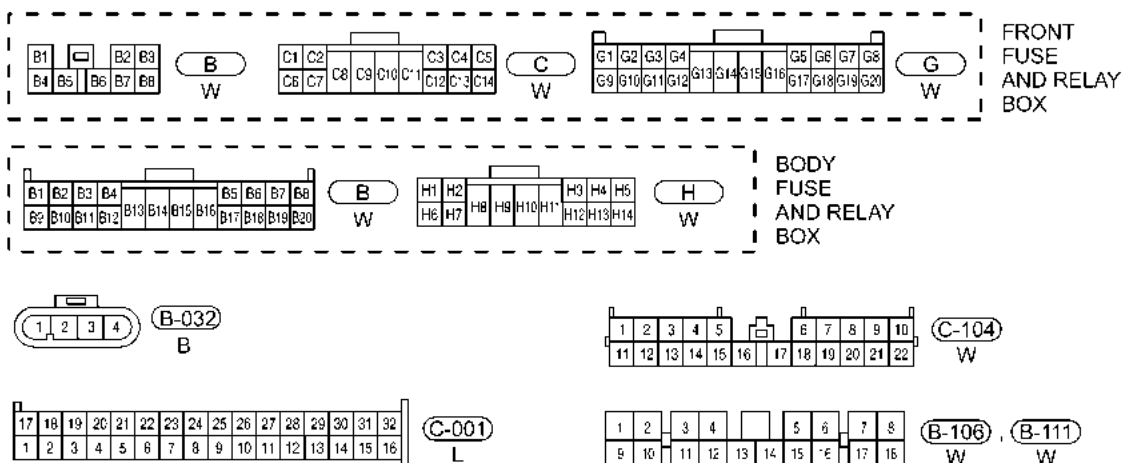 B1 B2 B3
B4 B5 B6 B7 B8
B
W
C1 C2 C3 C4 C5
C6 C7 C8 C9 C10 C11 C12 C13 C14
C
W
G1 G2 G3 G4 G5 G6 G7 G8
G9 G10 G11 G12 G13 G14 G15 G16 G17 G18 G19 G20
G
W
FRONT
FUSE
AND RELAY
BOX
B1 B2 B3 B4 B5 B6 B7 B8
B9 B10 B11 B12 B13 B14 B15 B16 B17 B18 B19 B20
B
W
H1 H2 H3 H4 H5
H6 H7 H8 H9 H10 H11 H12 H13 H14
H
W
BODY
FUSE
AND RELAY
BOX
1 2 3 4
B-032
B
1 2 3 4 5 6 7 8 9 10
11 12 13 14 15 16 17 18 19 20 21 22
C-104
W
17 18 19 20 21 22 23 24 25 26 27 28 29 30 31 32
1 2 3 4 5 6 7 8 9 10 11 12 13 14 15 16
C-001
L
1 2 3 4 5 6 7 8
9 10 11 12 13 14 15 16 17 18
B-106 , B-111
W W